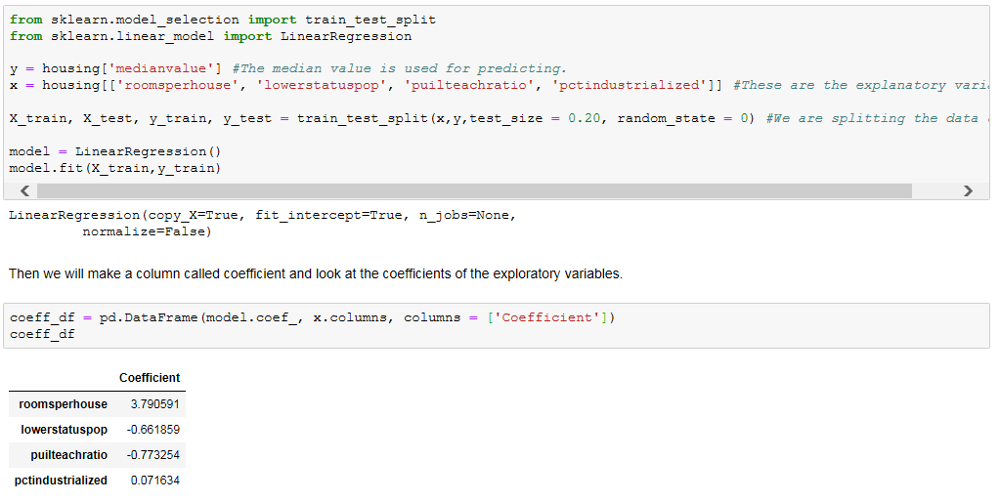 from sklearn.model_selection import train_test_split
from sklearn.linear_model import LinearRegression
y = housing['medianvalue'] #The median value is used for predicting.
x = housing[['roomsperhouse', 'lowerstatuspop', 'puilteachratio', 'pctindustrialized']] #These are the explanatory
X_train, X_test, y_train, y_test = train_test_split(x,y,test_size = 0.20, random_state = 0) #We are splitting the data
model = LinearRegression()
model.fit(X_train,y_train)
LinearRegression(copy_X=True, fit_intercept=True, n_jobs=None,
normalize=False)
Then we will make a column called coefficient and look at the coefficients of the exploratory variables.
coeff_df = pd.DataFrame(model.coef_, x.columns, columns = ['Coefficient'])
coeff_df
Coefficient
roomsperhouse 3.790591
lowerstatuspop -0.661859
puilteachratio -0.773254
pctindustrialized 0.071634